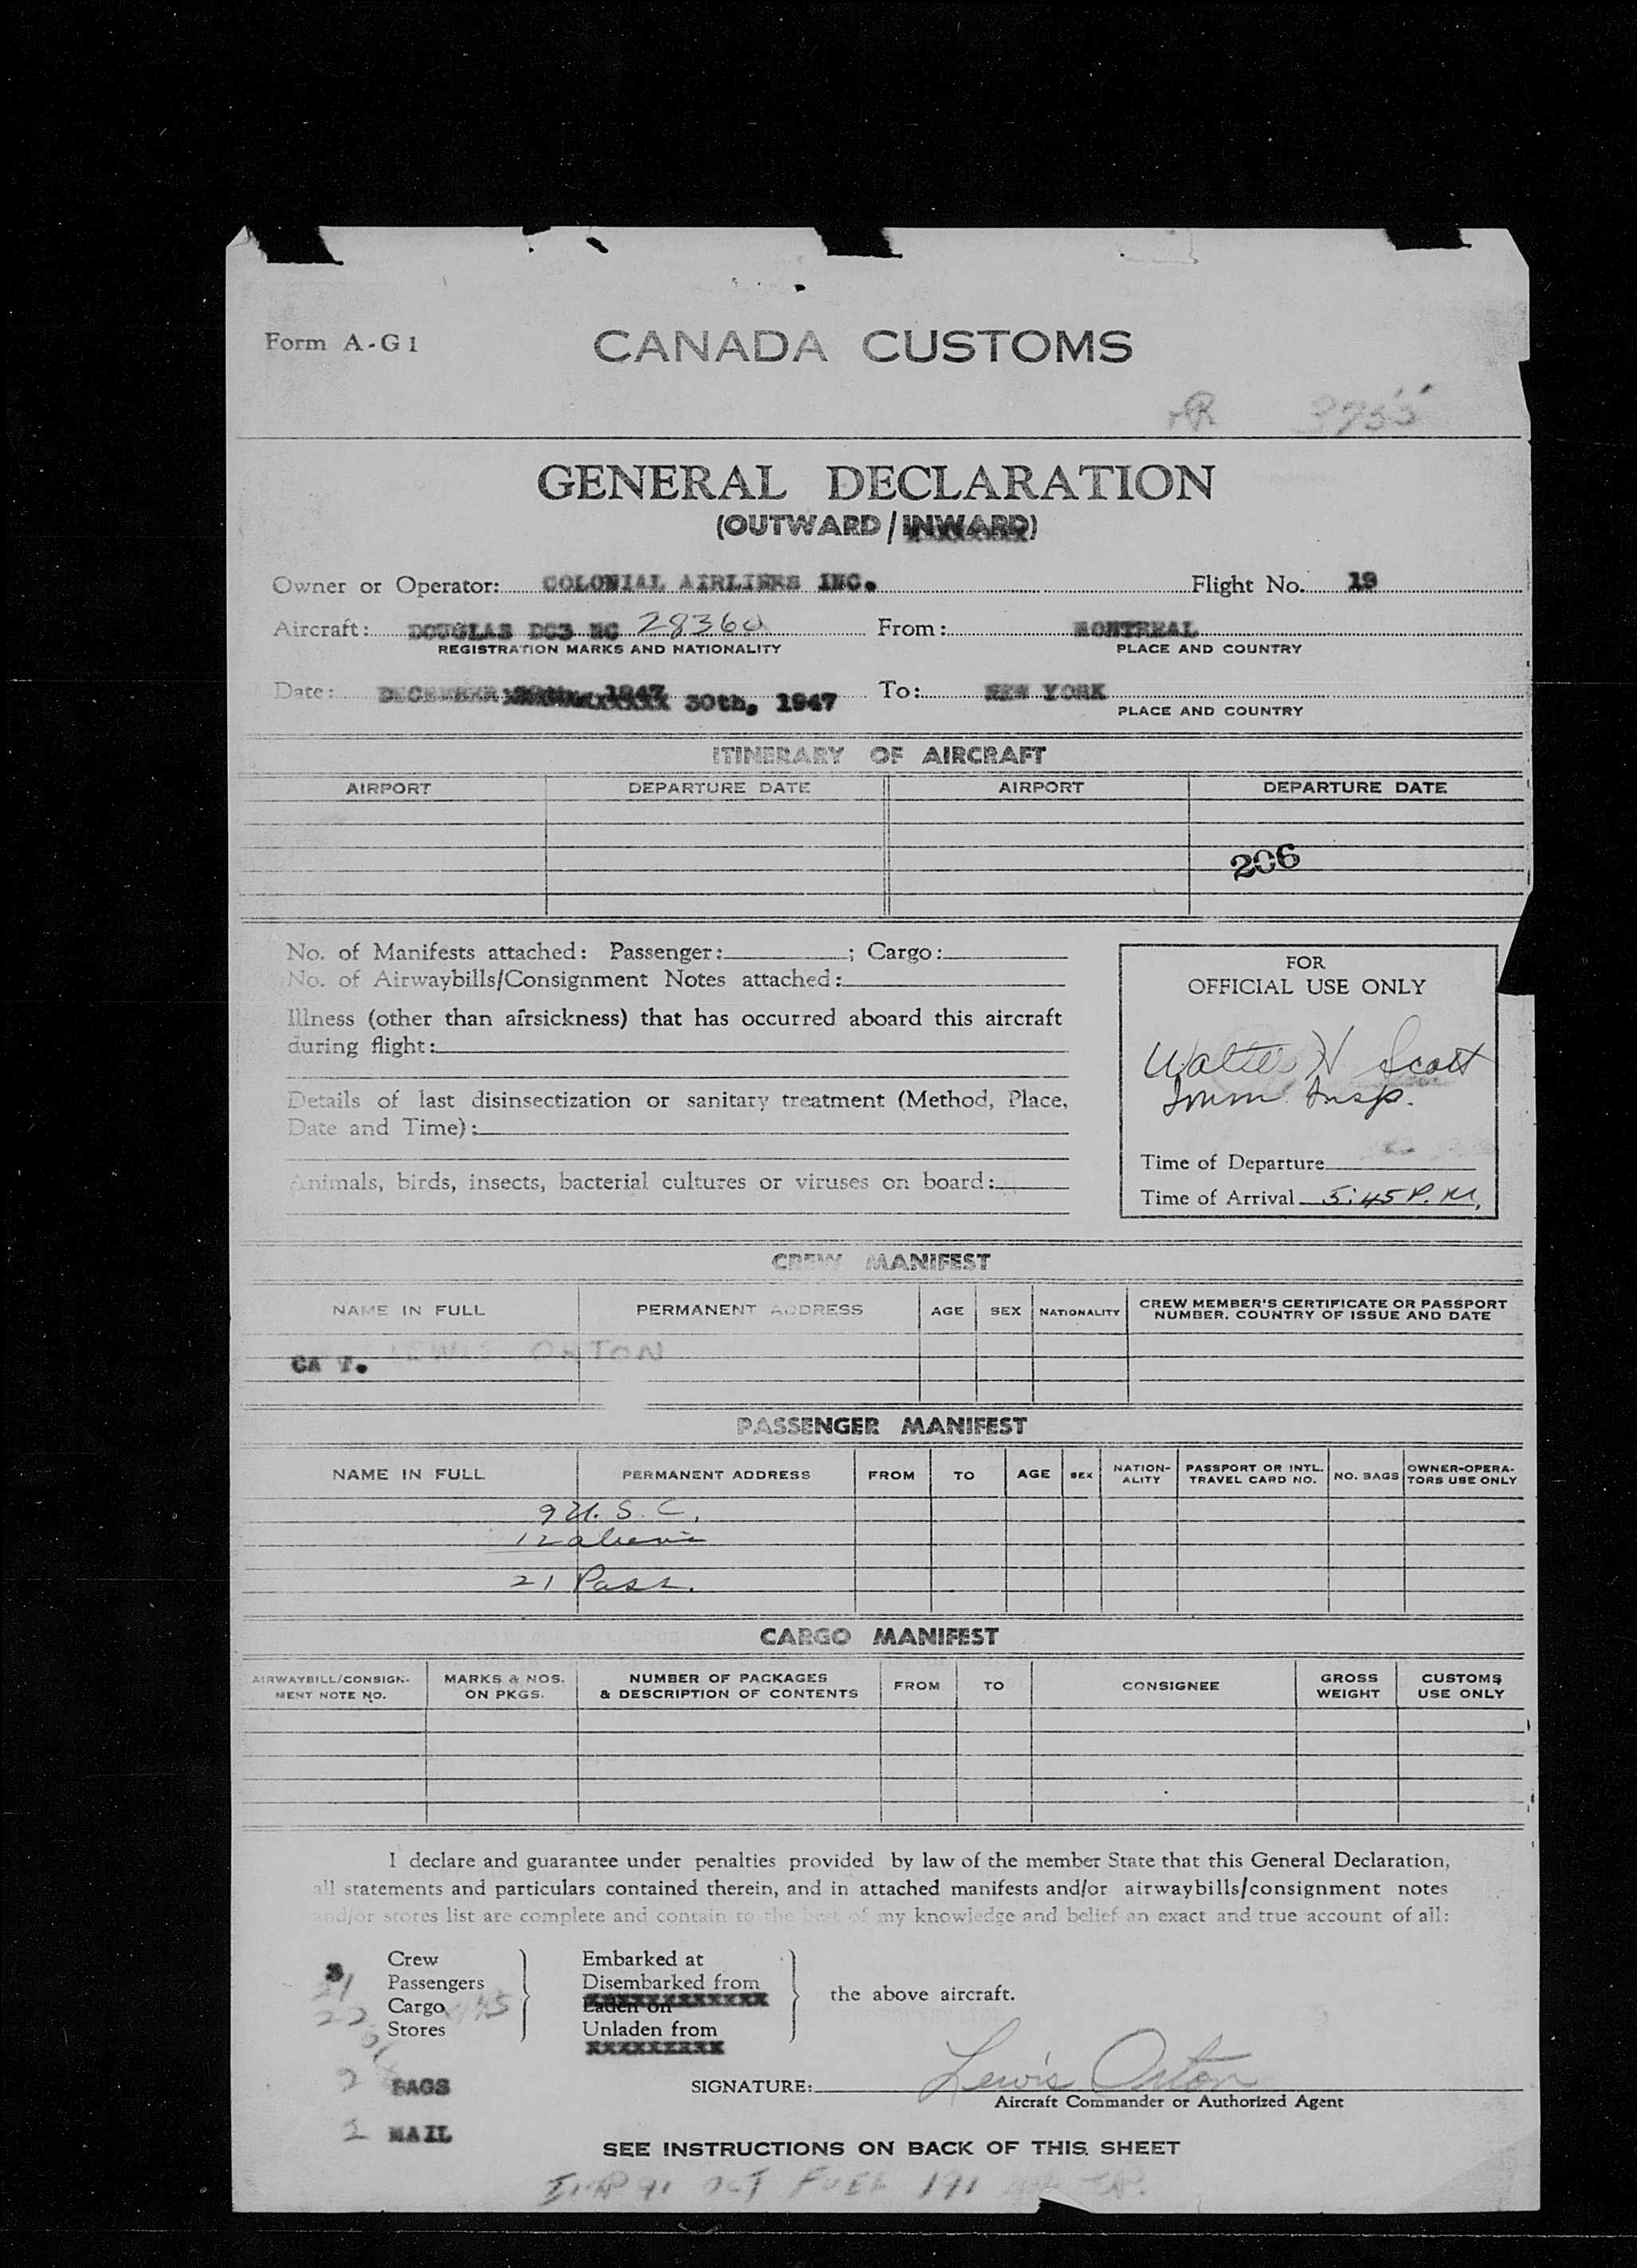 Form A-G1
CANADA CUSTOMS
GENERAL DECLARATION
(OUTWARD/INWARD)
Owner or Operator: COLONIAL AIRLINES INC. Flight No. 19
Aircraft: DOUGLAS DC3 NC 28360 From: MONTREAL
REGISTRATION MARKS AND NATIONALITY PLACE AND COUNTRY
Date: DECEMBER 1947 30th, 1947 To: NEW YORK
PLACE AND COUNTRY
ITINERARY OF AIRCRAFT
AIRPORT DEPARTURE DATE AIRPORT DEPARTURE DATE
206
No. of Manifests attached: Passenger: ; Cargo:
No. of Airwaybills/Consignment Notes attached:
Illness (other than airsickness) that has occurred aboard this aircraft
during flight:
Details of last disinsectization or sanitary treatment (Method, Place,
Date and Time):
Animals, birds, insects, bacterial cultures or viruses on board:
FOR
OFFICIAL USE ONLY
Walter H Scott
Imm Insp.
Time of Departure
Time of Arrival 5:45 P.M.
CREW MANIFEST
NAME IN FULL PERMANENT ADDRESS AGE SEX NATIONALITY CREW MEMBER'S CERTIFICATE OR PASSPORT NUMBER, COUNTRY OF ISSUE AND DATE
LEWIS ORTON
PASSENGER MANIFEST
NAME IN FULL PERMANENT ADDRESS FROM TO AGE SEX NATION-ALITY PASSPORT OR INTL. TRAVEL CARD NO. NO. BAGS OWNER-OPERA-TORS USE ONLY
9 U.S.C.
12 aliens
21 Pass.
CARGO MANIFEST
AIRWAYBILL/CONSIGN-MENT NOTE NO. MARKS & NOS. ON PKGS. NUMBER OF PACKAGES & DESCRIPTION OF CONTENTS FROM TO CONSIGNEE GROSS WEIGHT CUSTOMS USE ONLY
I declare and guarantee under penalties provided by law of the member State that this General Declaration,
all statements and particulars contained therein, and in attached manifests and/or airwaybills/consignment notes
and/or stores list are complete and contain to the best of my knowledge and belief an exact and true account of all:
3 Crew Embarked at
21 Passengers Disembarked from
Cargo Laden on the above aircraft.
Stores Unladen from
XXXXXXXXX
2 BAGS SIGNATURE: Lewis Orton
Aircraft Commander or Authorized Agent
MAIL
SEE INSTRUCTIONS ON BACK OF THIS SHEET
91 OCT FUEL 191